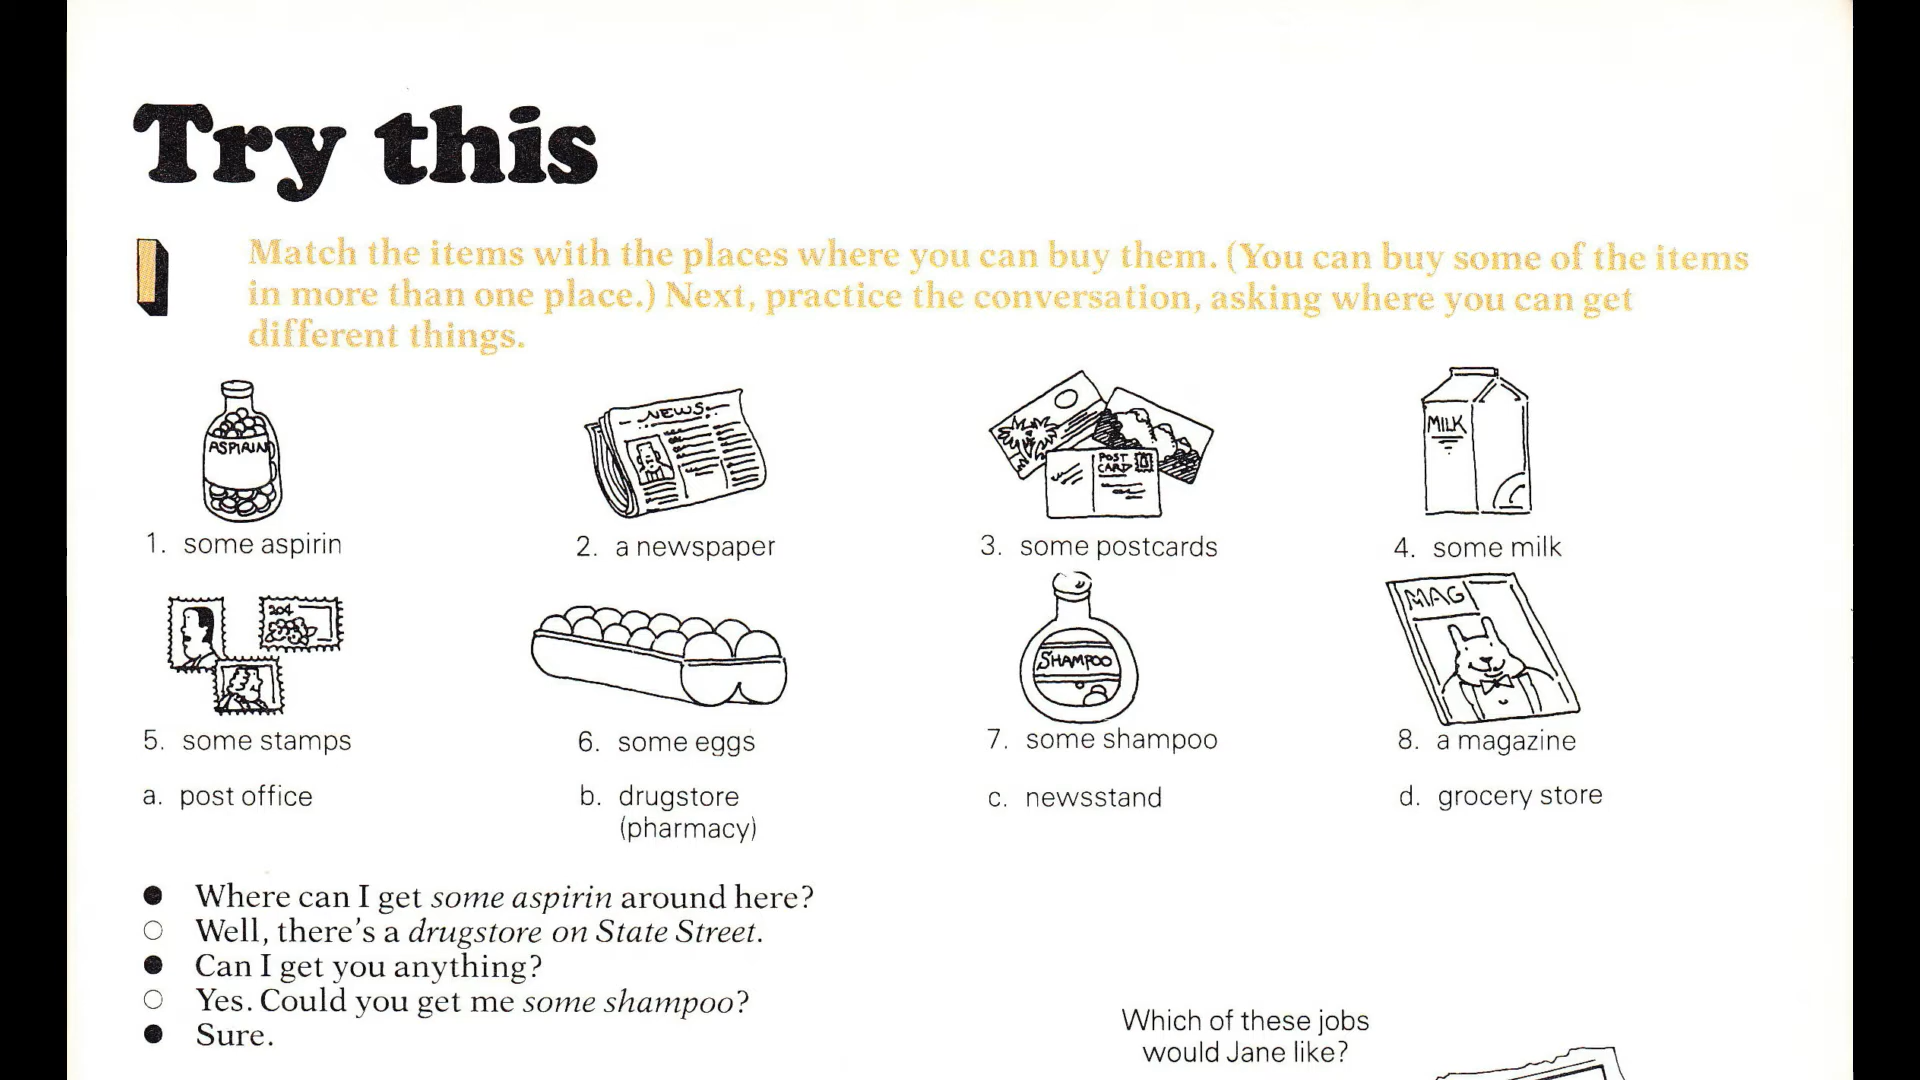 Try this
1 Match the items with the places where you can buy them. (You can buy some of the items
in more than one place.) Next, practice the conversation, asking where you can get
different things.
ASPIRIN
NEWS
POST
CARD
MILK
1. some aspirin
2. a newspaper
3. some postcards
4. some milk
20¢
SHAMPOO
MAG
5. some stamps
6. some eggs
7. some shampoo
8. a magazine
a. post office
b. drugstore
(pharmacy)
c. newsstand
d. grocery store
● Where can I get some aspirin around here?
○ Well, there's a drugstore on State Street.
● Can I get you anything?
○ Yes. Could you get me some shampoo?
● Sure.
Which of these jobs
would Jane like?